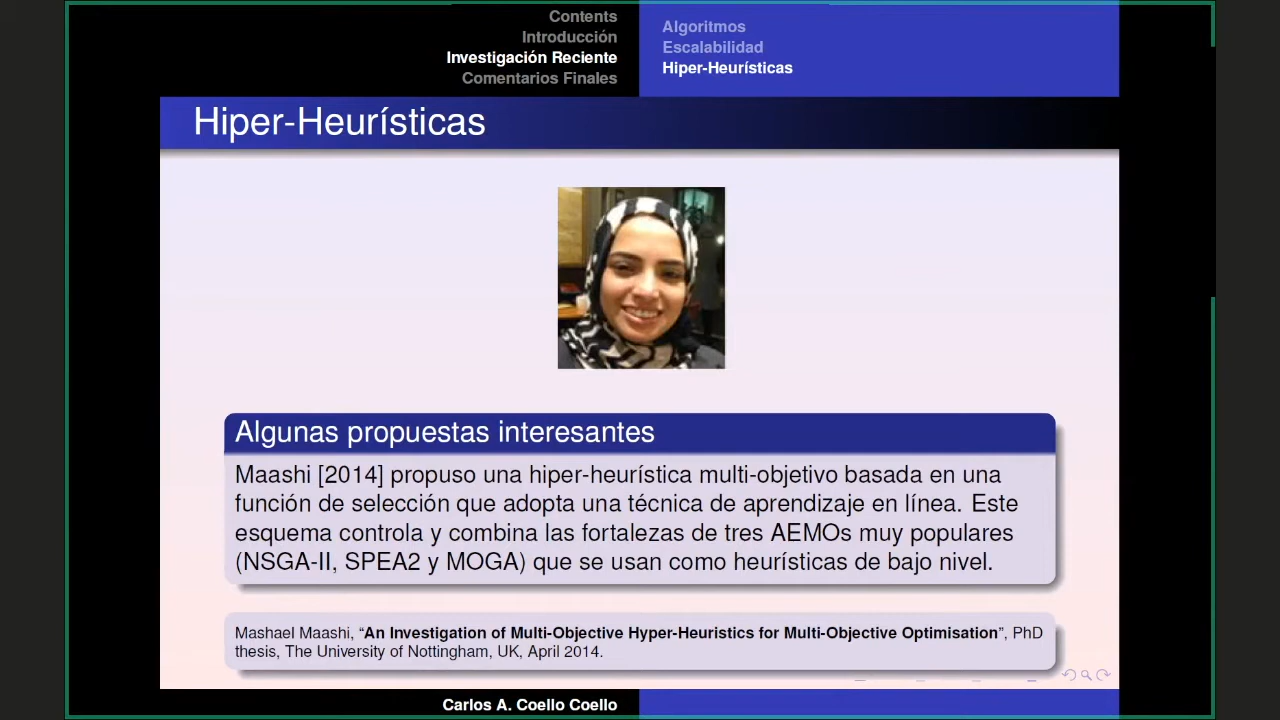 Contents
Introducción
Investigación Reciente
Comentarios Finales
Algoritmos
Escalabilidad
Hiper-Heurísticas
Hiper-Heurísticas
Algunas propuestas interesantes
Maashi [2014] propuso una hiper-heurística multi-objetivo basada en una
función de selección que adopta una técnica de aprendizaje en línea. Este
esquema controla y combina las fortalezas de tres AEMOs muy populares
(NSGA-II, SPEA2 y MOGA) que se usan como heurísticas de bajo nivel.
Mashael Maashi, “An Investigation of Multi-Objective Hyper-Heuristics for Multi-Objective Optimisation”, PhD
thesis, The University of Nottingham, UK, April 2014.
Carlos A. Coello Coello